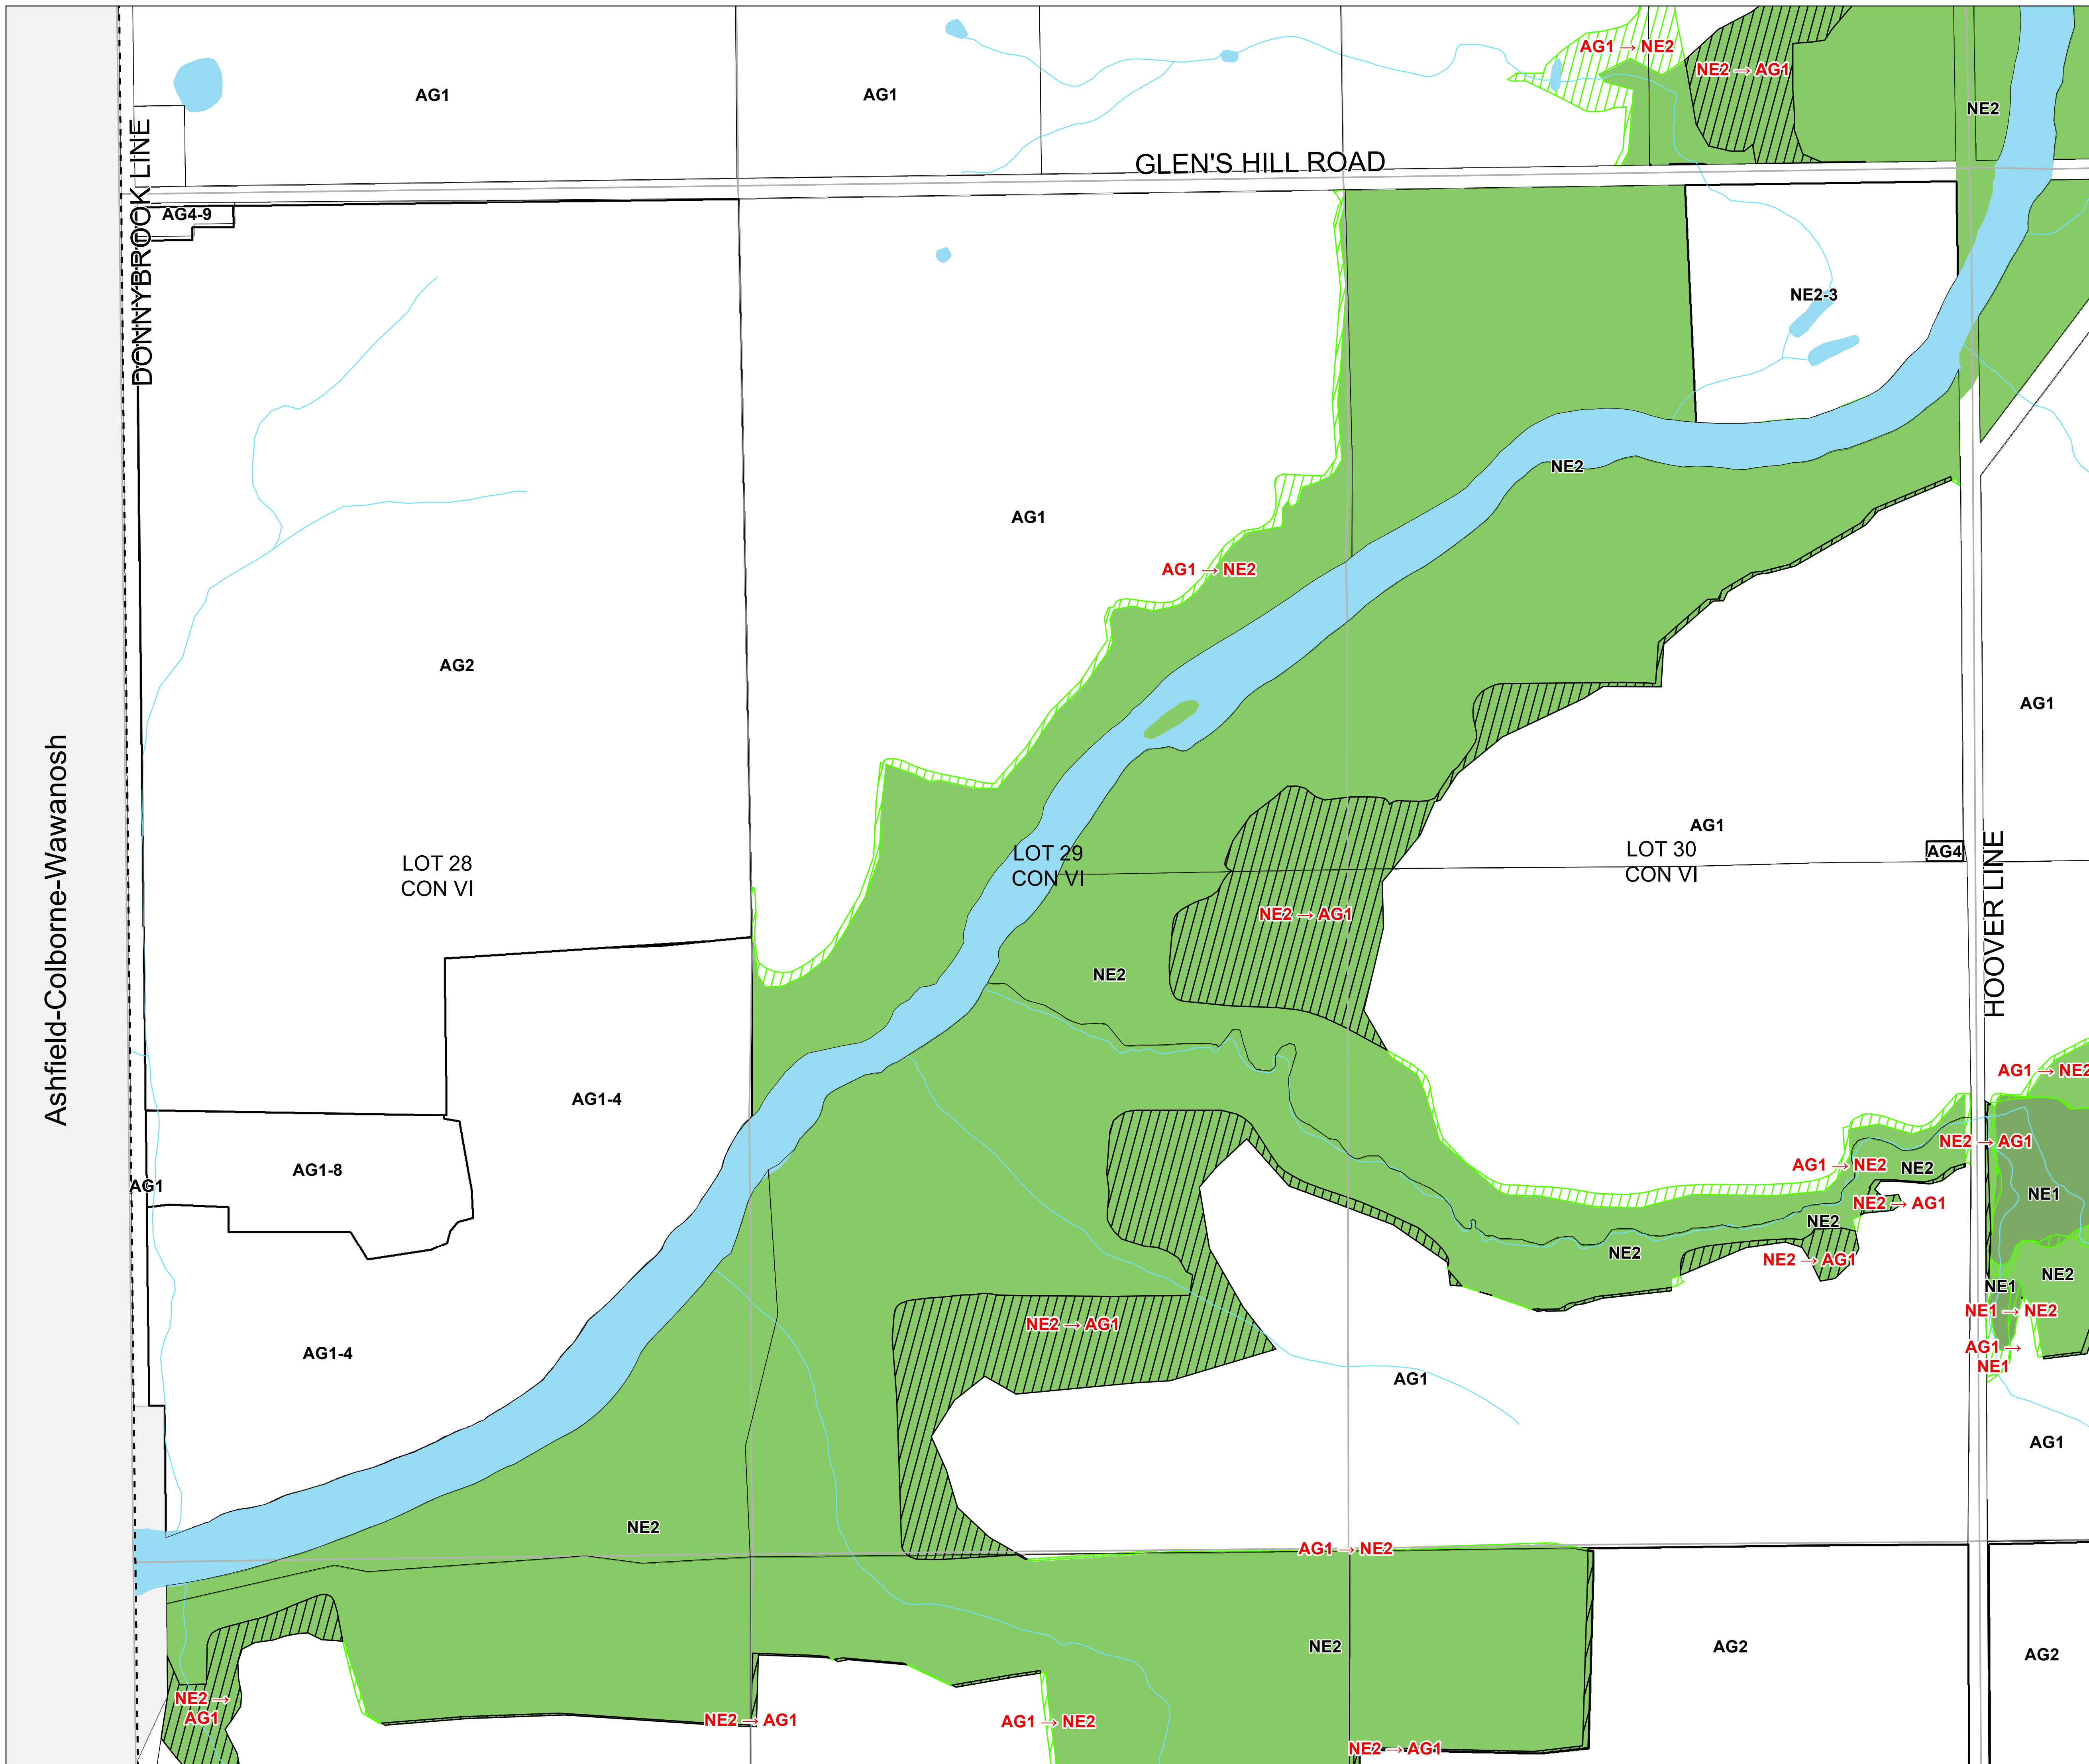 AG1 → NE2
NE2 → AG1
AG1
AG1
NE2
GLEN'S HILL ROAD
DONNYBROOK LINE
AG4-9
NE2-3
NE2
AG1
AG1 → NE2
AG2
AG1
Ashfield-Colborne-Wawanosh
AG1
LOT 28
CON VI
LOT 29
CON VI
LOT 30
CON VI
AG4
HOOVER LINE
NE2 → AG1
NE2
AG1 → NE2
AG1-4
NE2 → AG1
AG1-8
AG1
AG1 → NE2
NE2
NE1
NE2 → AG1
NE2
NE2
NE2 → AG1
NE2
NE1
NE1 → NE2
NE2 → AG1
AG1-4
AG1 →
NE1
AG1
AG1
NE2
AG1 → NE2
NE2
AG2
AG2
NE2 →
AG1
NE2 → AG1
AG1 → NE2
NE2 → AG1